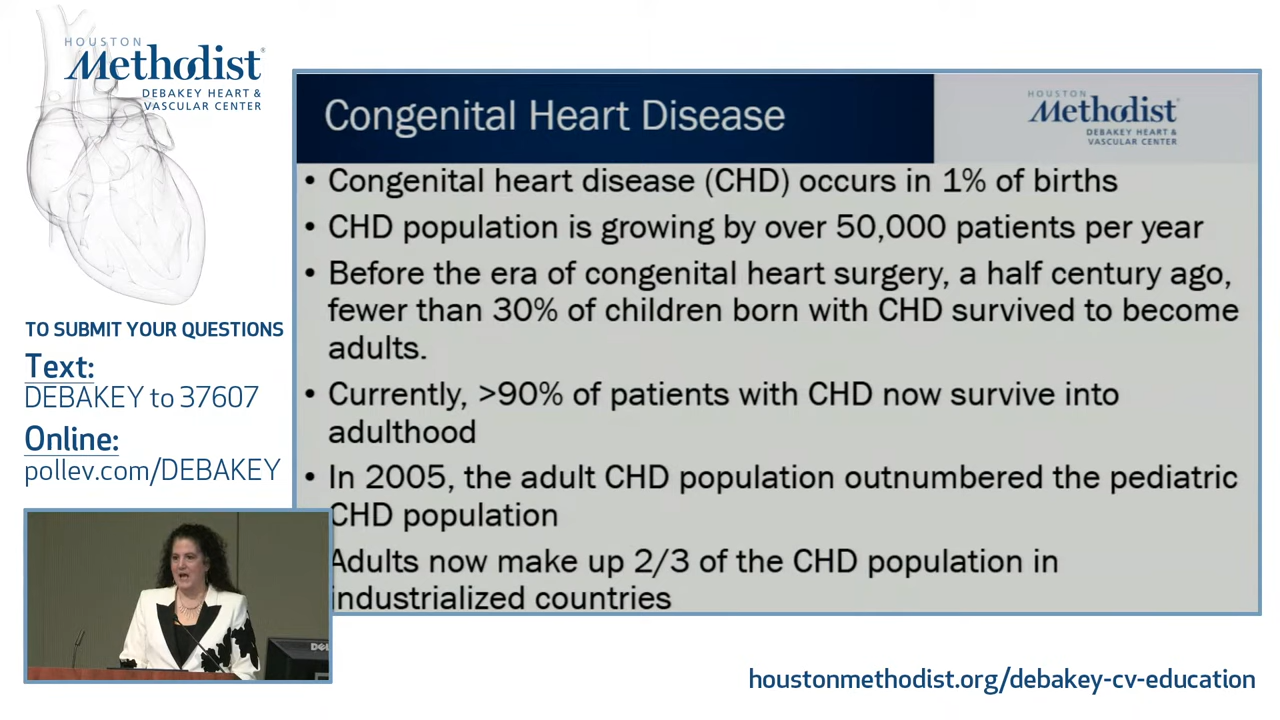 HOUSTON
Methodist®
DEBAKEY HEART &
VASCULAR CENTER
TO SUBMIT YOUR QUESTIONS
Text:
DEBAKEY to 37607
Online:
pollev.com/DEBAKEY
Congenital Heart Disease
HOUSTON
Methodist
DEBAKEY HEART &
VASCULAR CENTER
• Congenital heart disease (CHD) occurs in 1% of births
• CHD population is growing by over 50,000 patients per year
• Before the era of congenital heart surgery, a half century ago,
fewer than 30% of children born with CHD survived to become
adults.
• Currently, >90% of patients with CHD now survive into
adulthood
• In 2005, the adult CHD population outnumbered the pediatric
CHD population
Adults now make up 2/3 of the CHD population in
industrialized countries
DELL
houstonmethodist.org/debakey-cv-education